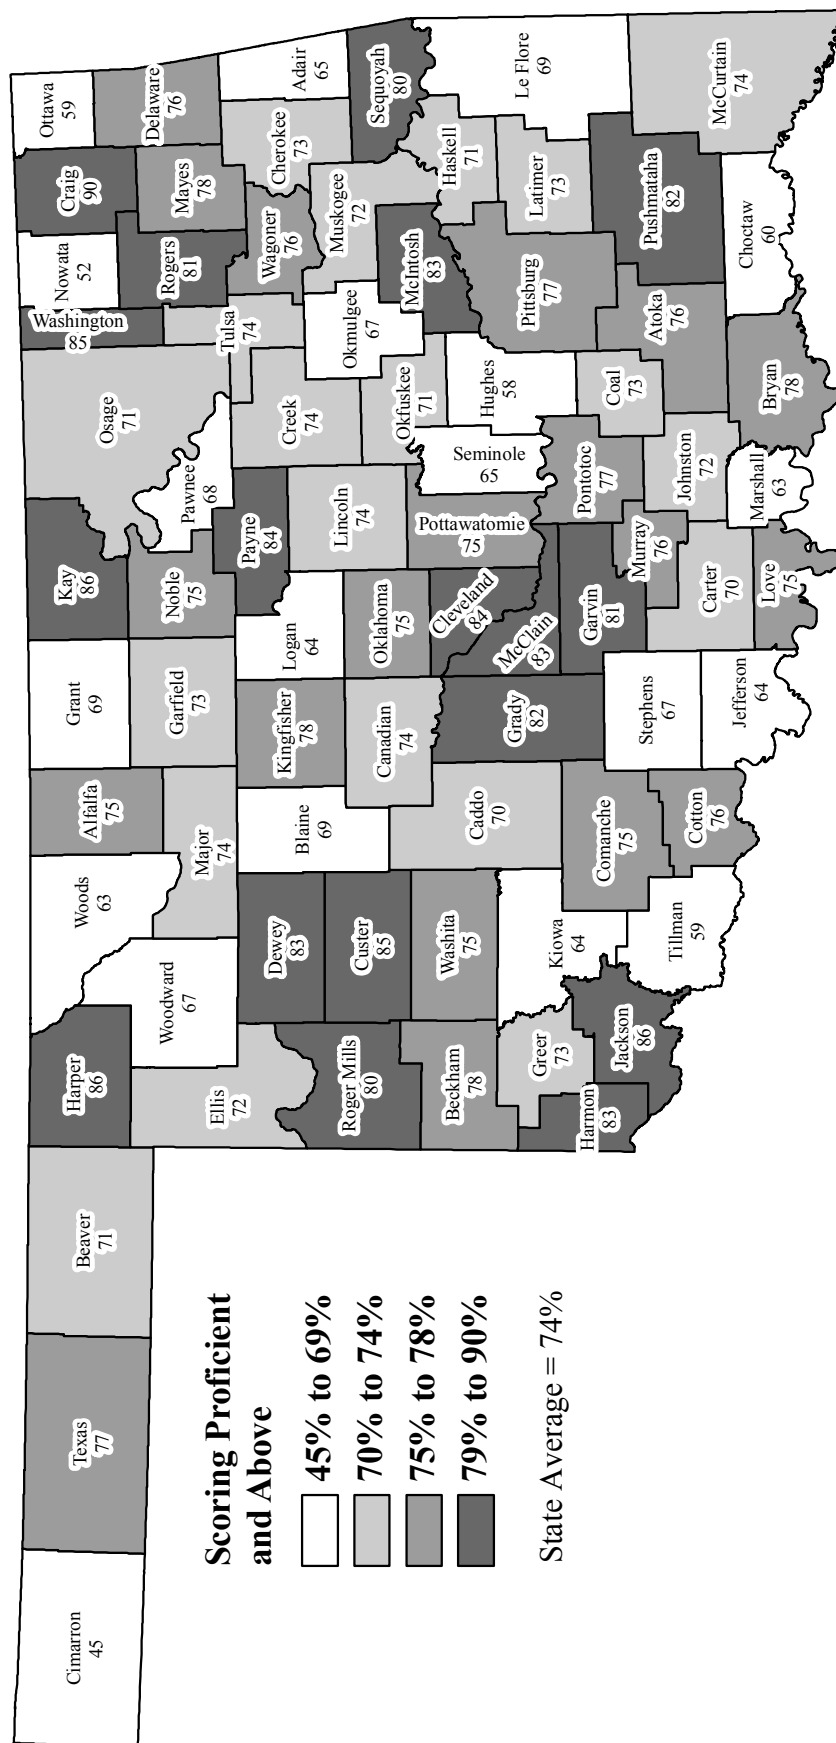 Cimarron
45
Texas
77
Beaver
71
Harper
86
Woodward
67
Woods
63
Alfalfa
75
Grant
69
Kay
86
Osage
71
Washington
85
Nowata
52
Craig
90
Ottawa
59
Ellis
72
Major
74
Garfield
73
Noble
75
Pawnee
68
Rogers
81
Mayes
78
Delaware
76
Roger Mills
80
Dewey
83
Blaine
69
Kingfisher
78
Logan
64
Payne
84
Creek
74
Tulsa
74
Wagoner
76
Cherokee
73
Adair
65
Custer
85
Canadian
74
Oklahoma
75
Lincoln
74
Okfuskee
71
Okmulgee
67
Muskogee
72
Sequoyah
80
Beckham
78
Washita
75
Caddo
70
Grady
82
Cleveland
84
McClain
83
Pottawatomie
75
Seminole
65
Hughes
58
McIntosh
83
Haskell
71
Le Flore
69
Greer
73
Kiowa
64
Comanche
75
Garvin
81
Pontotoc
77
Pittsburg
77
Latimer
73
Harmon
83
Jackson
86
Tillman
59
Cotton
76
Stephens
67
Murray
76
Johnston
72
Coal
73
Atoka
76
Pushmataha
82
McCurtain
74
Jefferson
64
Carter
70
Love
75
Marshall
63
Bryan
78
Choctaw
60
Scoring Proficient
and Above
45% to 69%
70% to 74%
75% to 78%
79% to 90%
State Average = 74%